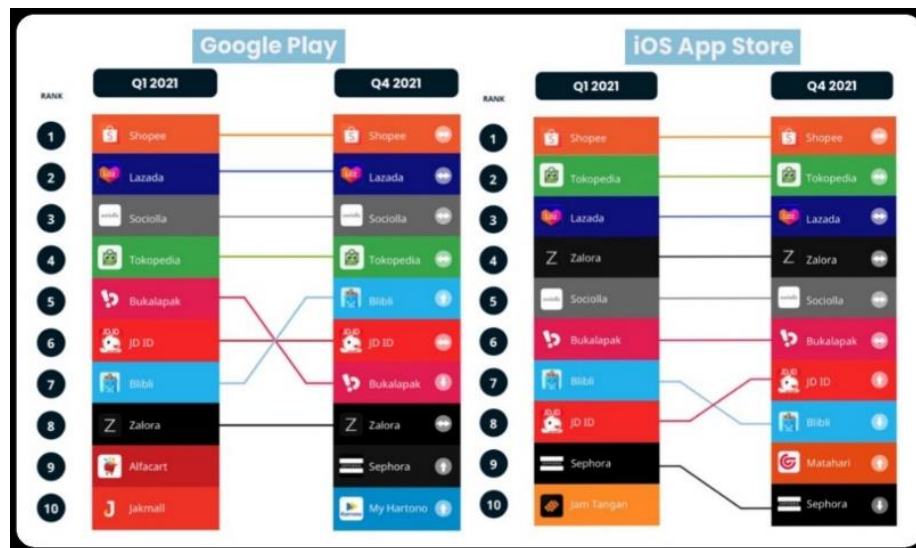 Google Play
iOS App Store
RANK
Q1 2021
Q4 2021
1 Shopee Shopee
2 Lazada Lazada
3 Sociolla Sociolla
4 Tokopedia Tokopedia
5 Bukalapak Blibli
6 JD ID JD ID
7 Blibli Bukalapak
8 Zalora Zalora
9 Alfacart Sephora
10 Jakmall My Hartono
RANK
Q1 2021
Q4 2021
1 Shopee Shopee
2 Tokopedia Tokopedia
3 Lazada Lazada
4 Zalora Zalora
5 Sociolla Sociolla
6 Bukalapak Bukalapak
7 Blibli JD ID
8 JD ID Blibli
9 Sephora Matahari
10 Jam Tangan Sephora